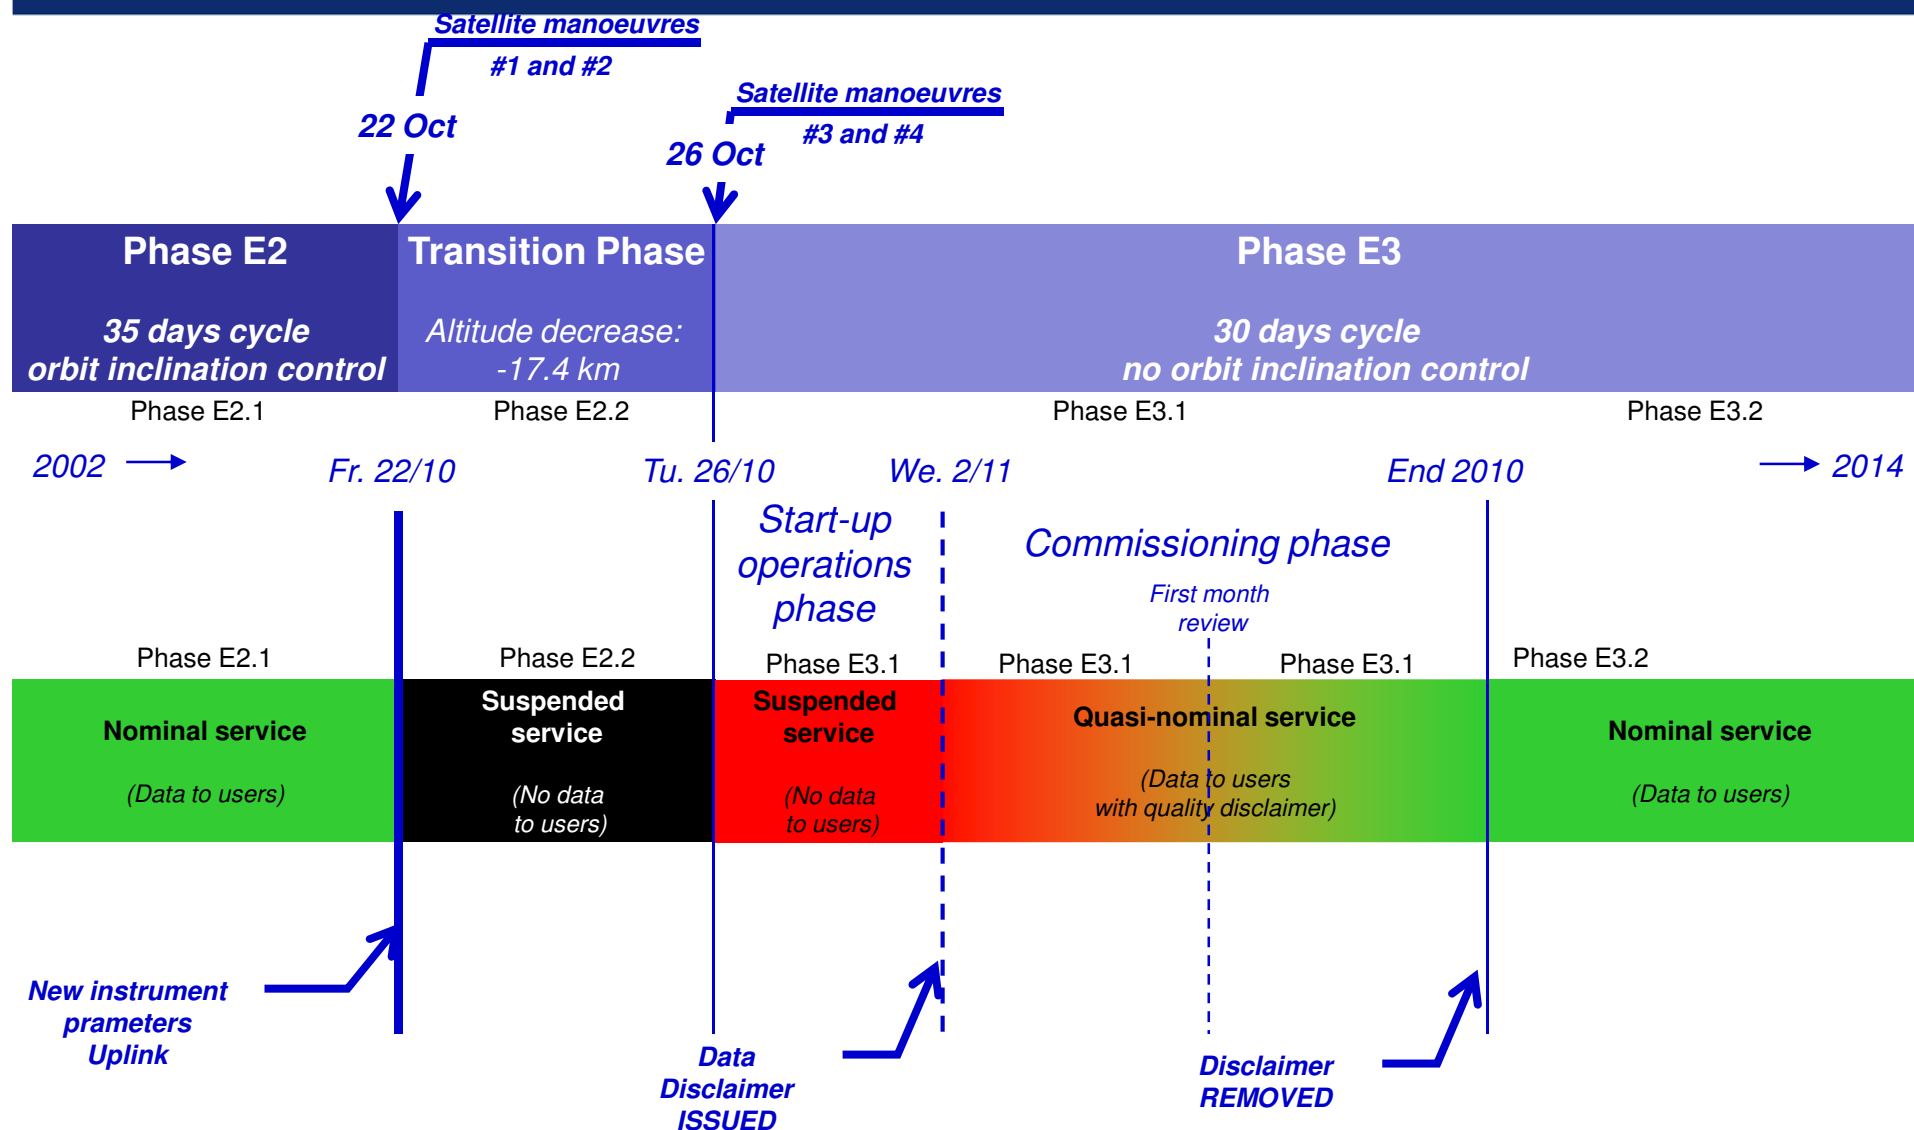 Satellite manoeuvres
#1 and #2
Satellite manoeuvres
#3 and #4
22 Oct
26 Oct
Phase E2
35 days cycle
orbit inclination control
Transition Phase
Altitude decrease:
-17.4 km
Phase E3
30 days cycle
no orbit inclination control
Phase E2.1
Phase E2.2
Phase E3.1
Phase E3.2
2002
Fr. 22/10
Tu. 26/10
We. 2/11
End 2010
2014
Start-up
operations
phase
Commissioning phase
First month
review
Phase E2.1
Phase E2.2
Phase E3.1
Phase E3.1
Phase E3.1
Phase E3.2
Nominal service
(Data to users)
Suspended
service
(No data
to users)
Suspended
service
(No data
to users)
Quasi-nominal service
(Data to users
with quality disclaimer)
Nominal service
(Data to users)
New instrument
prameters
Uplink
Data
Disclaimer
ISSUED
Disclaimer
REMOVED